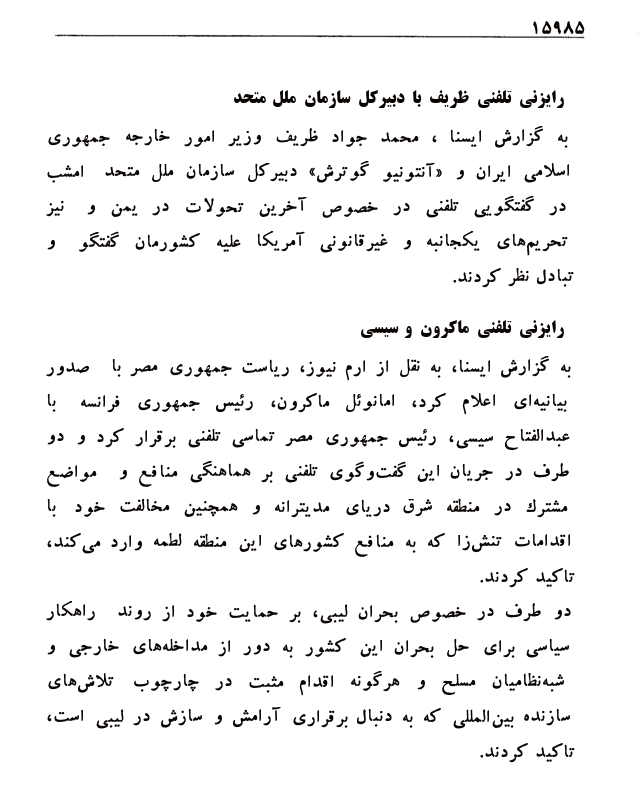 ۱۵۹۸۵
رایزنی تلفنی ظریف با دبیرکل سازمان ملل متحد
به گزارش ایسنا ، محمد جواد ظریف وزیر امور خارجه جمهوری
اسلامی ایران و «آنتونیو گوترش» دبیرکل سازمان ملل متحد امشب
در گفتگویی تلفنی در خصوص آخرین تحولات در یمن و نیز
تحریم‌های یکجانبه و غیرقانونی آمریکا علیه کشورمان گفتگو و
تبادل نظر کردند.
رایزنی تلفنی ماکرون و سیسی
به گزارش ایسنا، به نقل از ارم نیوز، ریاست جمهوری مصر با صدور
بیانیه‌ای اعلام کرد، امانوئل ماکرون، رئیس جمهوری فرانسه با
عبدالفتاح سیسی، رئیس جمهوری مصر تماسی تلفنی برقرار کرد و دو
طرف در جریان این گفت‌وگوی تلفنی بر هماهنگی منافع و مواضع
مشترك در منطقه شرق دریای مدیترانه و همچنین مخالفت خود با
اقدامات تنش‌زا که به منافع کشورهای این منطقه لطمه وارد می‌کند،
تاکید کردند.
دو طرف در خصوص بحران لیبی، بر حمایت خود از روند راهکار
سیاسی برای حل بحران این کشور به دور از مداخله‌های خارجی و
شبه‌نظامیان مسلح و هرگونه اقدام مثبت در چارچوب تلاش‌های
سازنده بین‌المللی که به دنبال برقراری آرامش و سازش در لیبی است،
تاکید کردند.